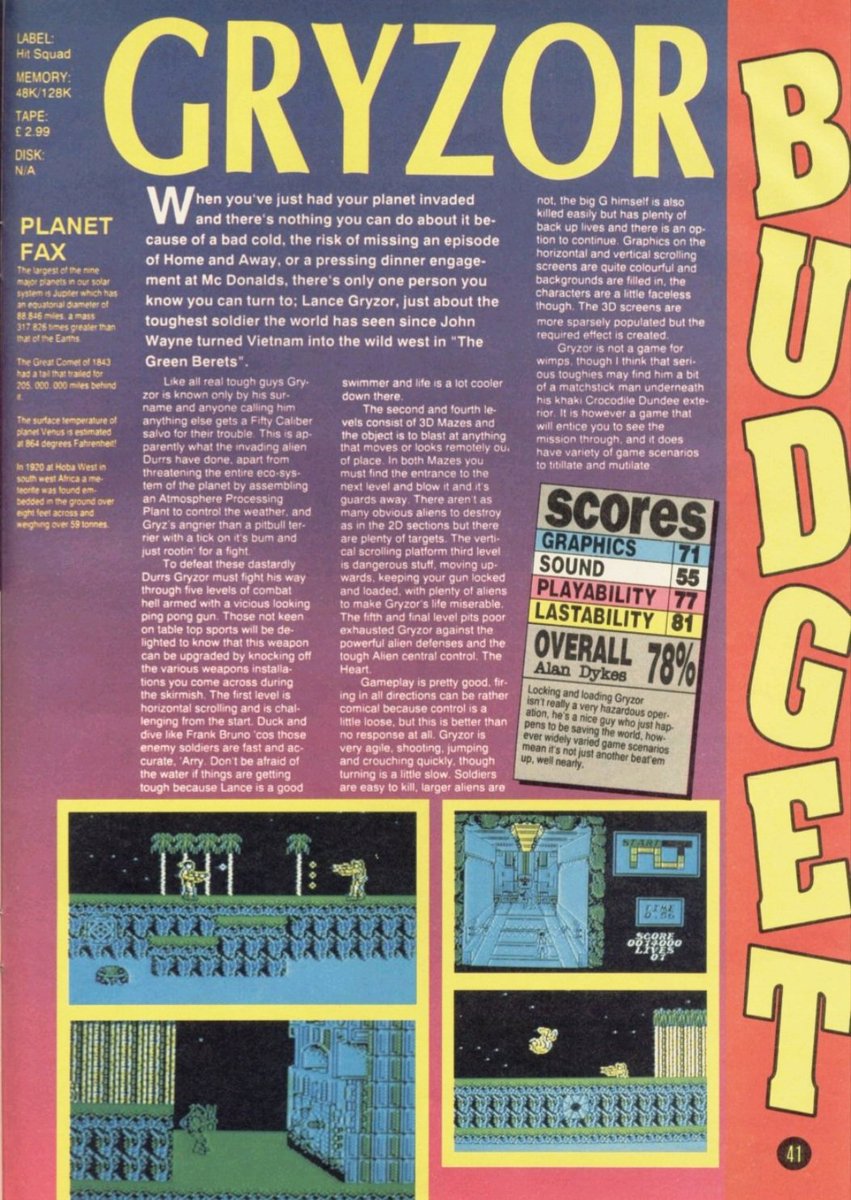 LABEL:
Hit Squad
MEMORY:
48K/128K
TAPE:
£ 2.99
DISK:
N/A
GRYZOR
BUDGET
PLANET
FAX
The largest of the nine
major planets in our solar
system is Jupiter which has
an equatorial diameter of
88.846 miles, a mass
317.826 times greater than
that of the Earths.
The Great Comet of 1843
had a tail that trailed for
205, 000, 000 miles behind
it.
The surface temperature of
planet Venus is estimated
at 864 degrees Fahrenheit!
In 1920 at Hoba West in
south west Africa a me-
teorite was found em-
bedded in the ground over
eight feet across and
weighing over 59 tonnes.
When you've just had your planet invaded
and there's nothing you can do about it be-
cause of a bad cold, the risk of missing an episode
of Home and Away, or a pressing dinner engage-
ment at Mc Donalds, there's only one person you
know you can turn to; Lance Gryzor, just about the
toughest soldier the world has seen since John
Wayne turned Vietnam into the wild west in "The
Green Berets".
Like all real tough guys Gry-
zor is known only by his sur-
name and anyone calling him
anything else gets a Fifty Caliber
salvo for their trouble. This is ap-
parently what the invading alien
Durrs have done, apart from
threatening the entire eco-sys-
tem of the planet by assembling
an Atmosphere Processing
Plant to control the weather, and
Gryz's angrier than a pitbull ter-
rier with a tick on it's bum and
just rootin' for a fight.
To defeat these dastardly
Durrs Gryzor must fight his way
through five levels of combat
hell armed with a vicious looking
ping pong gun. Those not keen
on table top sports will be de-
lighted to know that this weapon
can be upgraded by knocking off
the various weapons installa-
tions you come across during
the skirmish. The first level is
horizontal scrolling and is chal-
lenging from the start. Duck and
dive like Frank Bruno 'cos those
enemy soldiers are fast and ac-
curate, 'Arry. Don't be afraid of
the water if things are getting
tough because Lance is a good
swimmer and life is a lot cooler
down there.
The second and fourth le-
vels consist of 3D Mazes and
the object is to blast at anything
that moves or looks remotely ou.
of place. In both Mazes you
must find the entrance to the
next level and blow it and it's
guards away. There aren't as
many obvious aliens to destroy
as in the 2D sections but there
are plenty of targets. The verti-
cal scrolling platform third level
is dangerous stuff, moving up-
wards, keeping your gun locked
and loaded, with plenty of aliens
to make Gryzor's life miserable.
The fifth and final level pits poor
exhausted Gryzor against the
powerful alien defenses and the
tough Alien central control. The
Heart.
Gameplay is pretty good, fir-
ing in all directions can be rather
comical because control is a
little loose, but this is better than
no response at all. Gryzor is
very agile, shooting, jumping
and crouching quickly, though
turning is a little slow. Soldiers
are easy to kill, larger aliens are
not, the big G himself is also
killed easily but has plenty of
back up lives and there is an op-
tion to continue. Graphics on the
horizontal and vertical scrolling
screens are quite colourful and
backgrounds are filled in, the
characters are a little faceless
though. The 3D screens are
more sparsely populated but the
required effect is created.
Gryzor is not a game for
wimps, though I think that seri-
ous toughies may find him a bit
of a matchstick man underneath
his khaki Crocodile Dundee exte-
rior. It is however a game that
will entice you to see the
mission through, and it does
have variety of game scenarios
to titillate and mutilate
scores
GRAPHICS 71
SOUND 55
PLAYABILITY 77
LASTABILITY 81
OVERALL 78%
Alan Dykes
Locking and loading Gryzor
isn't really a very hazardous oper-
ation, he's a nice guy who just hap-
pens to be saving the world, how-
ever widely varied game scenarios
mean it's not just another beat'em
up, well nearly.
TIME
0.56
SCORE
0074000
LIVES
01
41